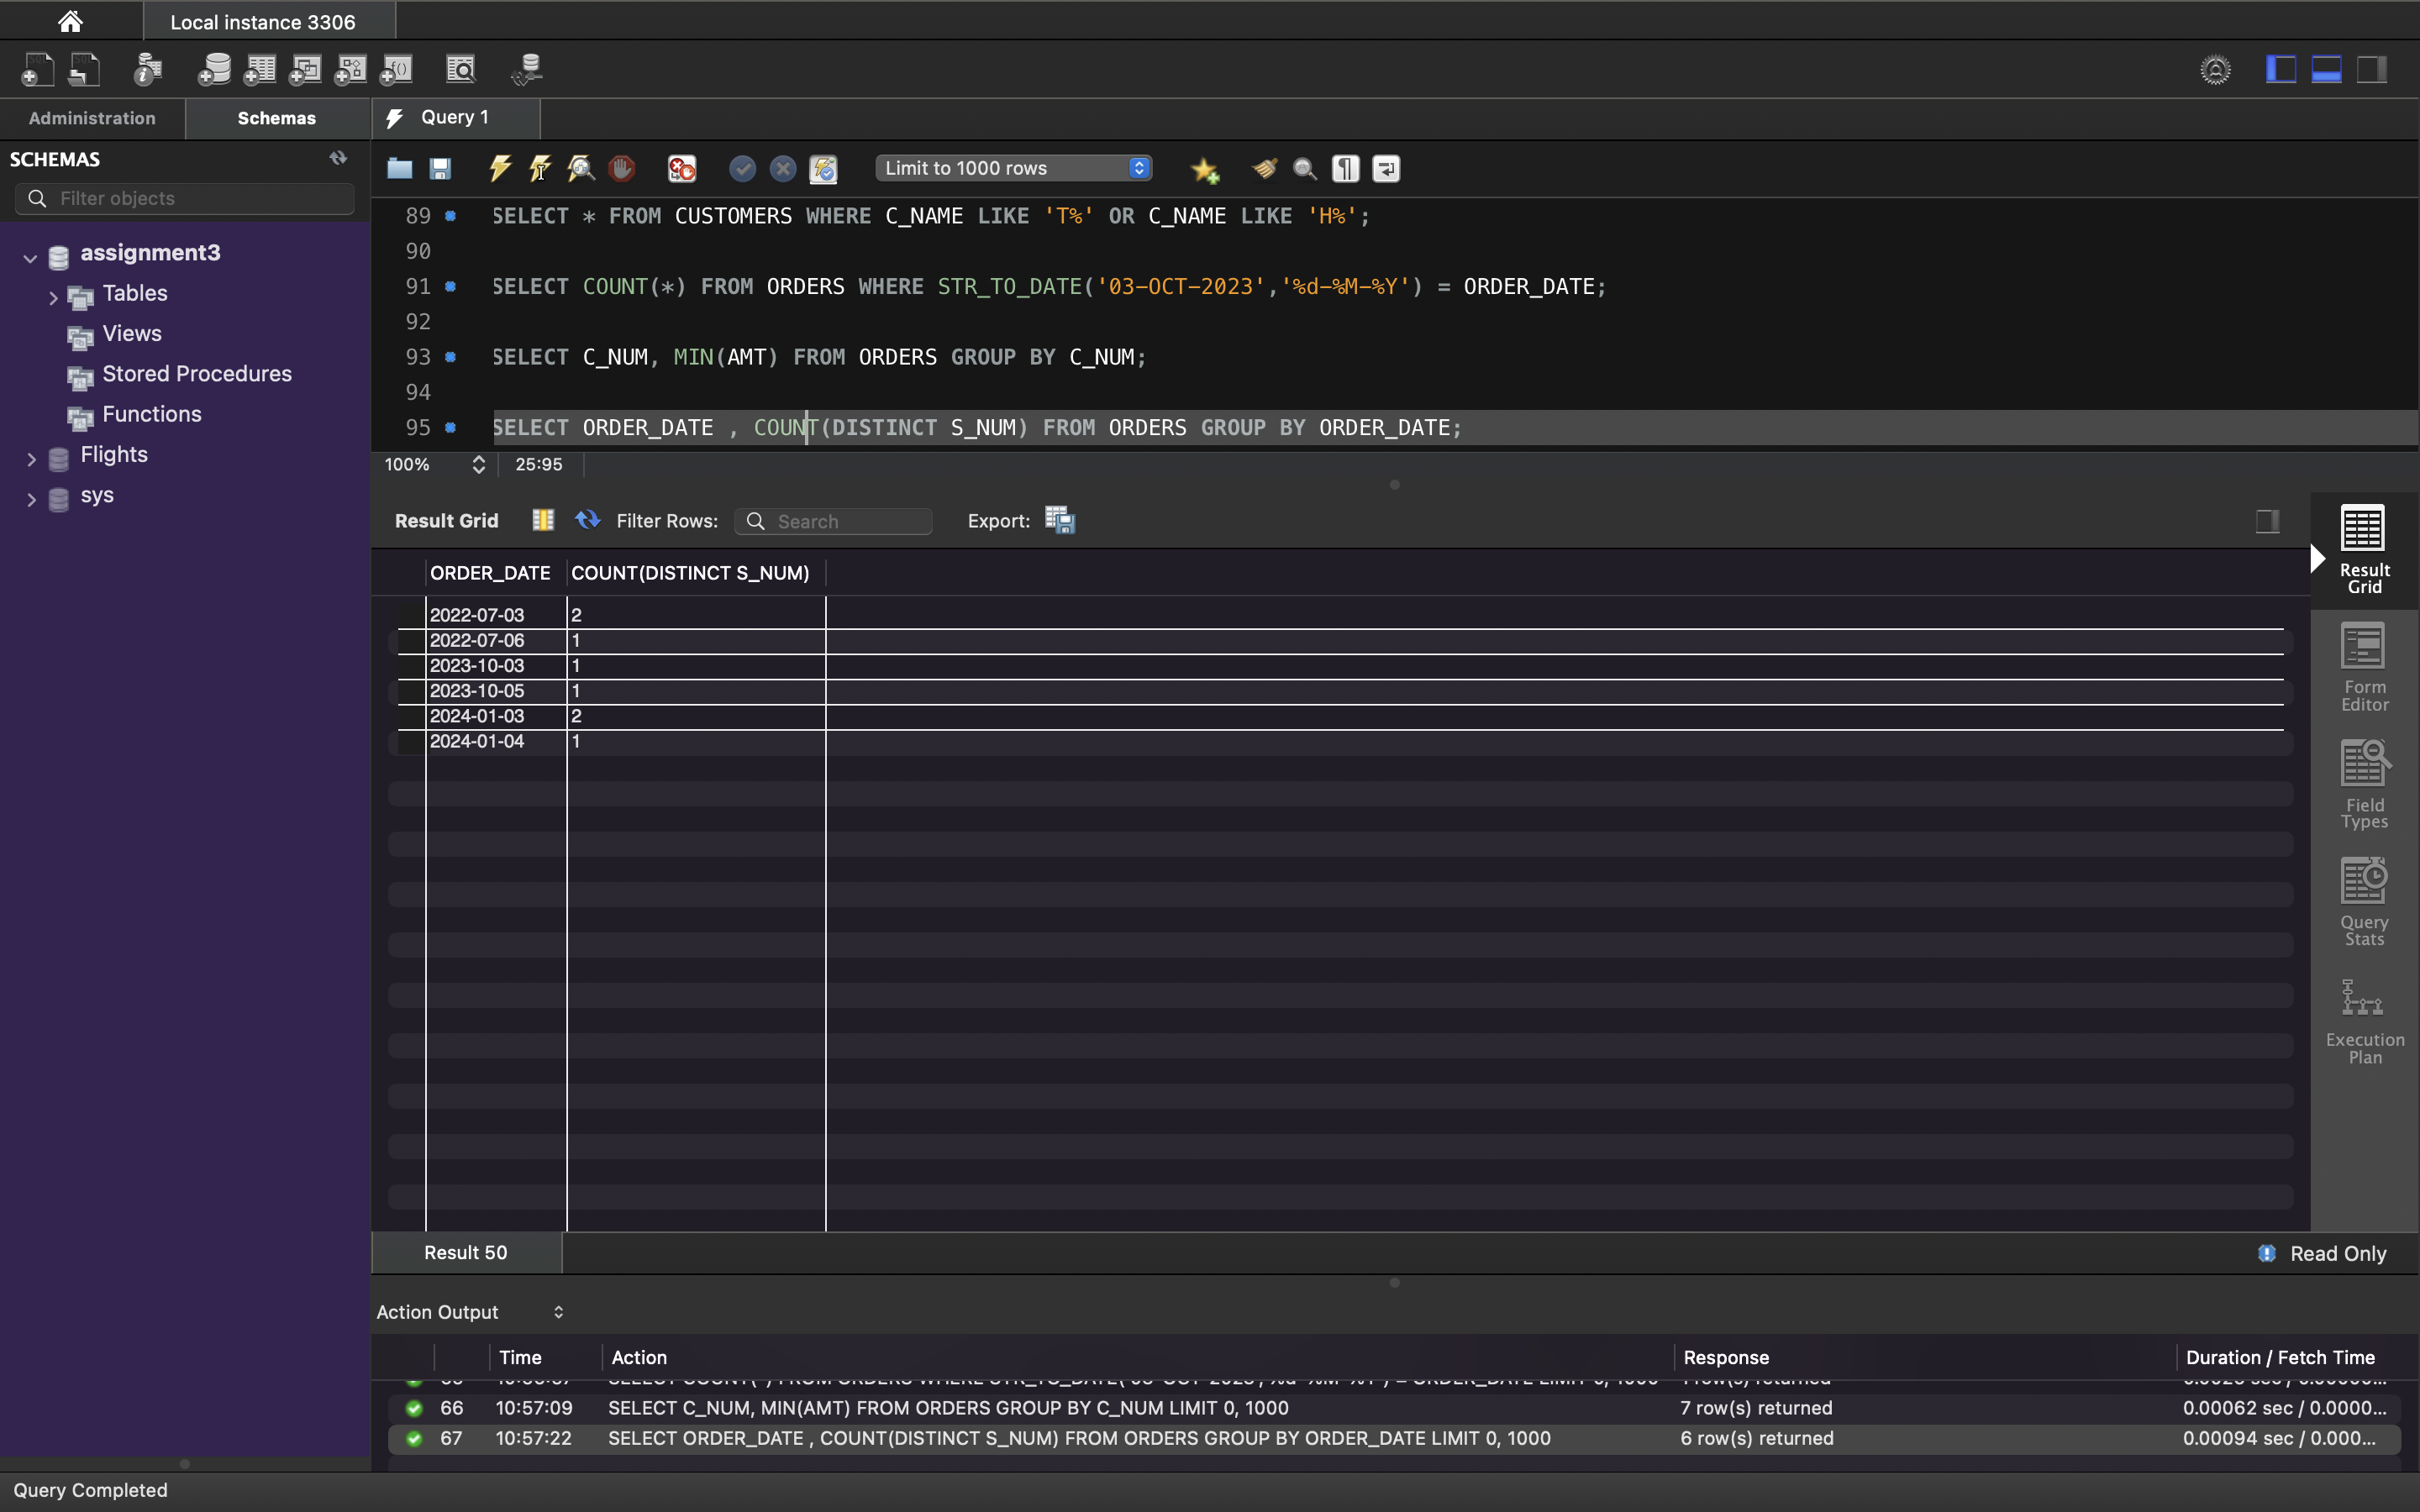 Local instance 3306
Administration
Schemas
Query 1
SCHEMAS
Filter objects
assignment3
Tables
Views
Stored Procedures
Functions
Flights
sys
Limit to 1000 rows
89 SELECT * FROM CUSTOMERS WHERE C_NAME LIKE 'T%' OR C_NAME LIKE 'H%';
90
91 SELECT COUNT(*) FROM ORDERS WHERE STR_TO_DATE('03-OCT-2023','%d-%M-%Y') = ORDER_DATE;
92
93 SELECT C_NUM, MIN(AMT) FROM ORDERS GROUP BY C_NUM;
94
95 SELECT ORDER_DATE , COUNT(DISTINCT S_NUM) FROM ORDERS GROUP BY ORDER_DATE;
100% 25:95
Result Grid Filter Rows: Search Export:
ORDER_DATE COUNT(DISTINCT S_NUM)
2022-07-03 2
2022-07-06 1
2023-10-03 1
2023-10-05 1
2024-01-03 2
2024-01-04 1
Result
Grid
Form
Editor
Field
Types
Query
Stats
Execution
Plan
Result 50
Read Only
Action Output
Time Action Response Duration / Fetch Time
66 10:57:09 SELECT C_NUM, MIN(AMT) FROM ORDERS GROUP BY C_NUM LIMIT 0, 1000 7 row(s) returned 0.00062 sec / 0.0000...
67 10:57:22 SELECT ORDER_DATE , COUNT(DISTINCT S_NUM) FROM ORDERS GROUP BY ORDER_DATE LIMIT 0, 1000 6 row(s) returned 0.00094 sec / 0.000...
Query Completed